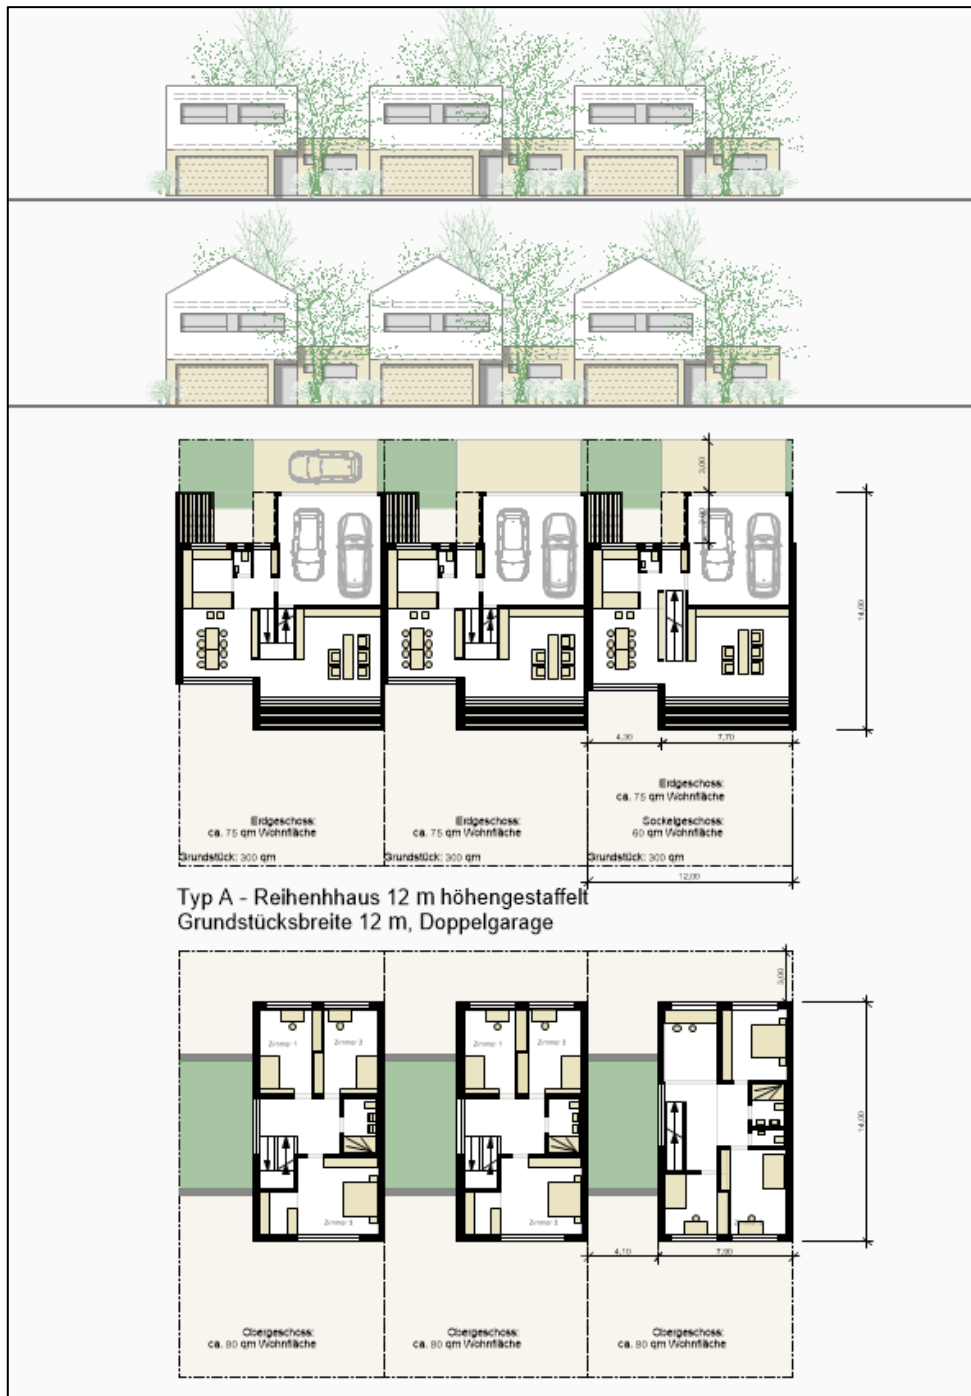 3,00
3,00
14,00
4,30
7,70
Erdgeschoss:
ca. 75 qm Wohnfläche
Erdgeschoss:
ca. 75 qm Wohnfläche
Erdgeschoss:
ca. 75 qm Wohnfläche
Sockelgeschoss:
60 qm Wohnfläche
Grundstück: 300 qm
Grundstück: 300 qm
Grundstück: 300 qm
12,00
Typ A - Reihenhhaus 12 m höhengestaffelt
Grundstücksbreite 12 m, Doppelgarage
3,00
Zimmer 1
Zimmer 2
Zimmer 1
Zimmer 2
14,00
Zimmer 3
Zimmer 3
4,10
7,90
Obergeschoss:
ca. 80 qm Wohnfläche
Obergeschoss:
ca. 80 qm Wohnfläche
Obergeschoss:
ca. 80 qm Wohnfläche